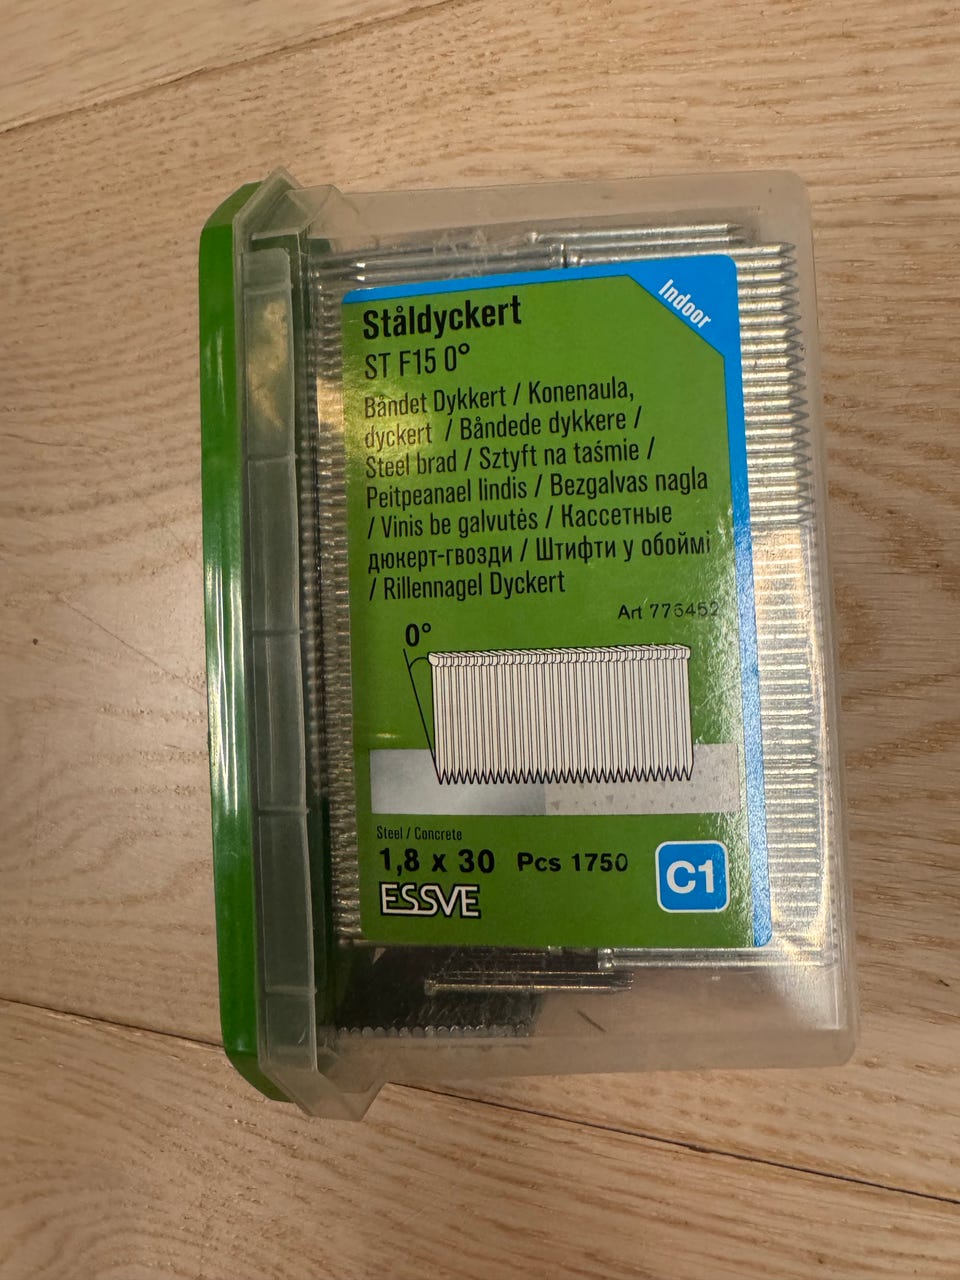 Indoor
Ståldyckert
ST F15 0°
Båndet Dykkert / Konenaula,
dyckert / Båndede dykkere /
Steel brad / Sztyft na taśmie /
Peitpeanael lindis / Bezgalvas nagla
/ Vinis be galvutės / Кассетные
дюкерт-гвозди / Штифти у обоймі
/ Rillennagel Dyckert
Art 776452
0°
Steel / Concrete
1,8 x 30 Pcs 1750
C1
ESSVE